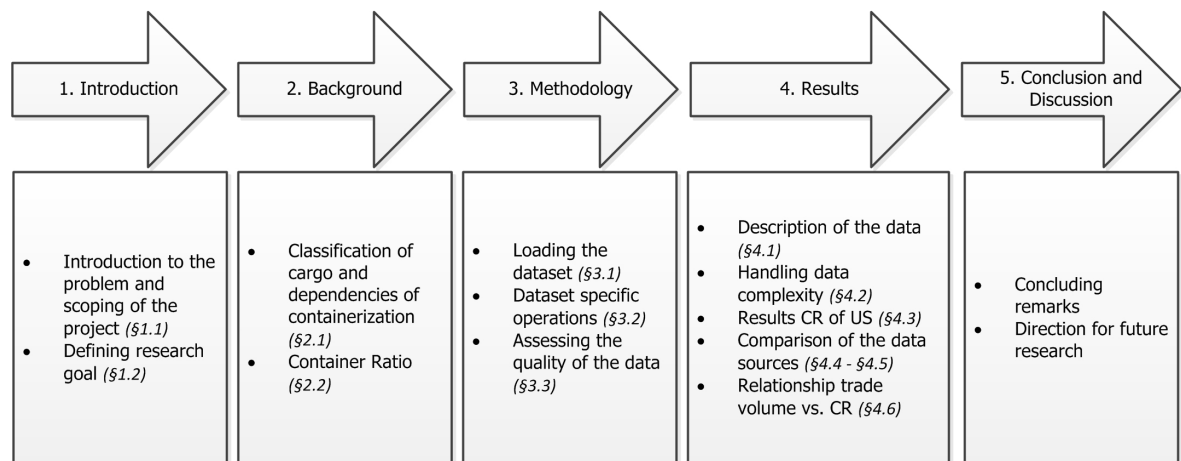 1. Introduction
2. Background
3. Methodology
4. Results
5. Conclusion and
Discussion
• Introduction to the
problem and
scoping of the
project (§1.1)
• Defining research
goal (§1.2)
• Classification of
cargo and
dependencies of
containerization
(§2.1)
• Container Ratio
(§2.2)
• Loading the
dataset (§3.1)
• Dataset specific
operations (§3.2)
• Assessing the
quality of the data
(§3.3)
• Description of the data
(§4.1)
• Handling data
complexity (§4.2)
• Results CR of US (§4.3)
• Comparison of the data
sources (§4.4 - §4.5)
• Relationship trade
volume vs. CR (§4.6)
• Concluding
remarks
• Direction for future
research